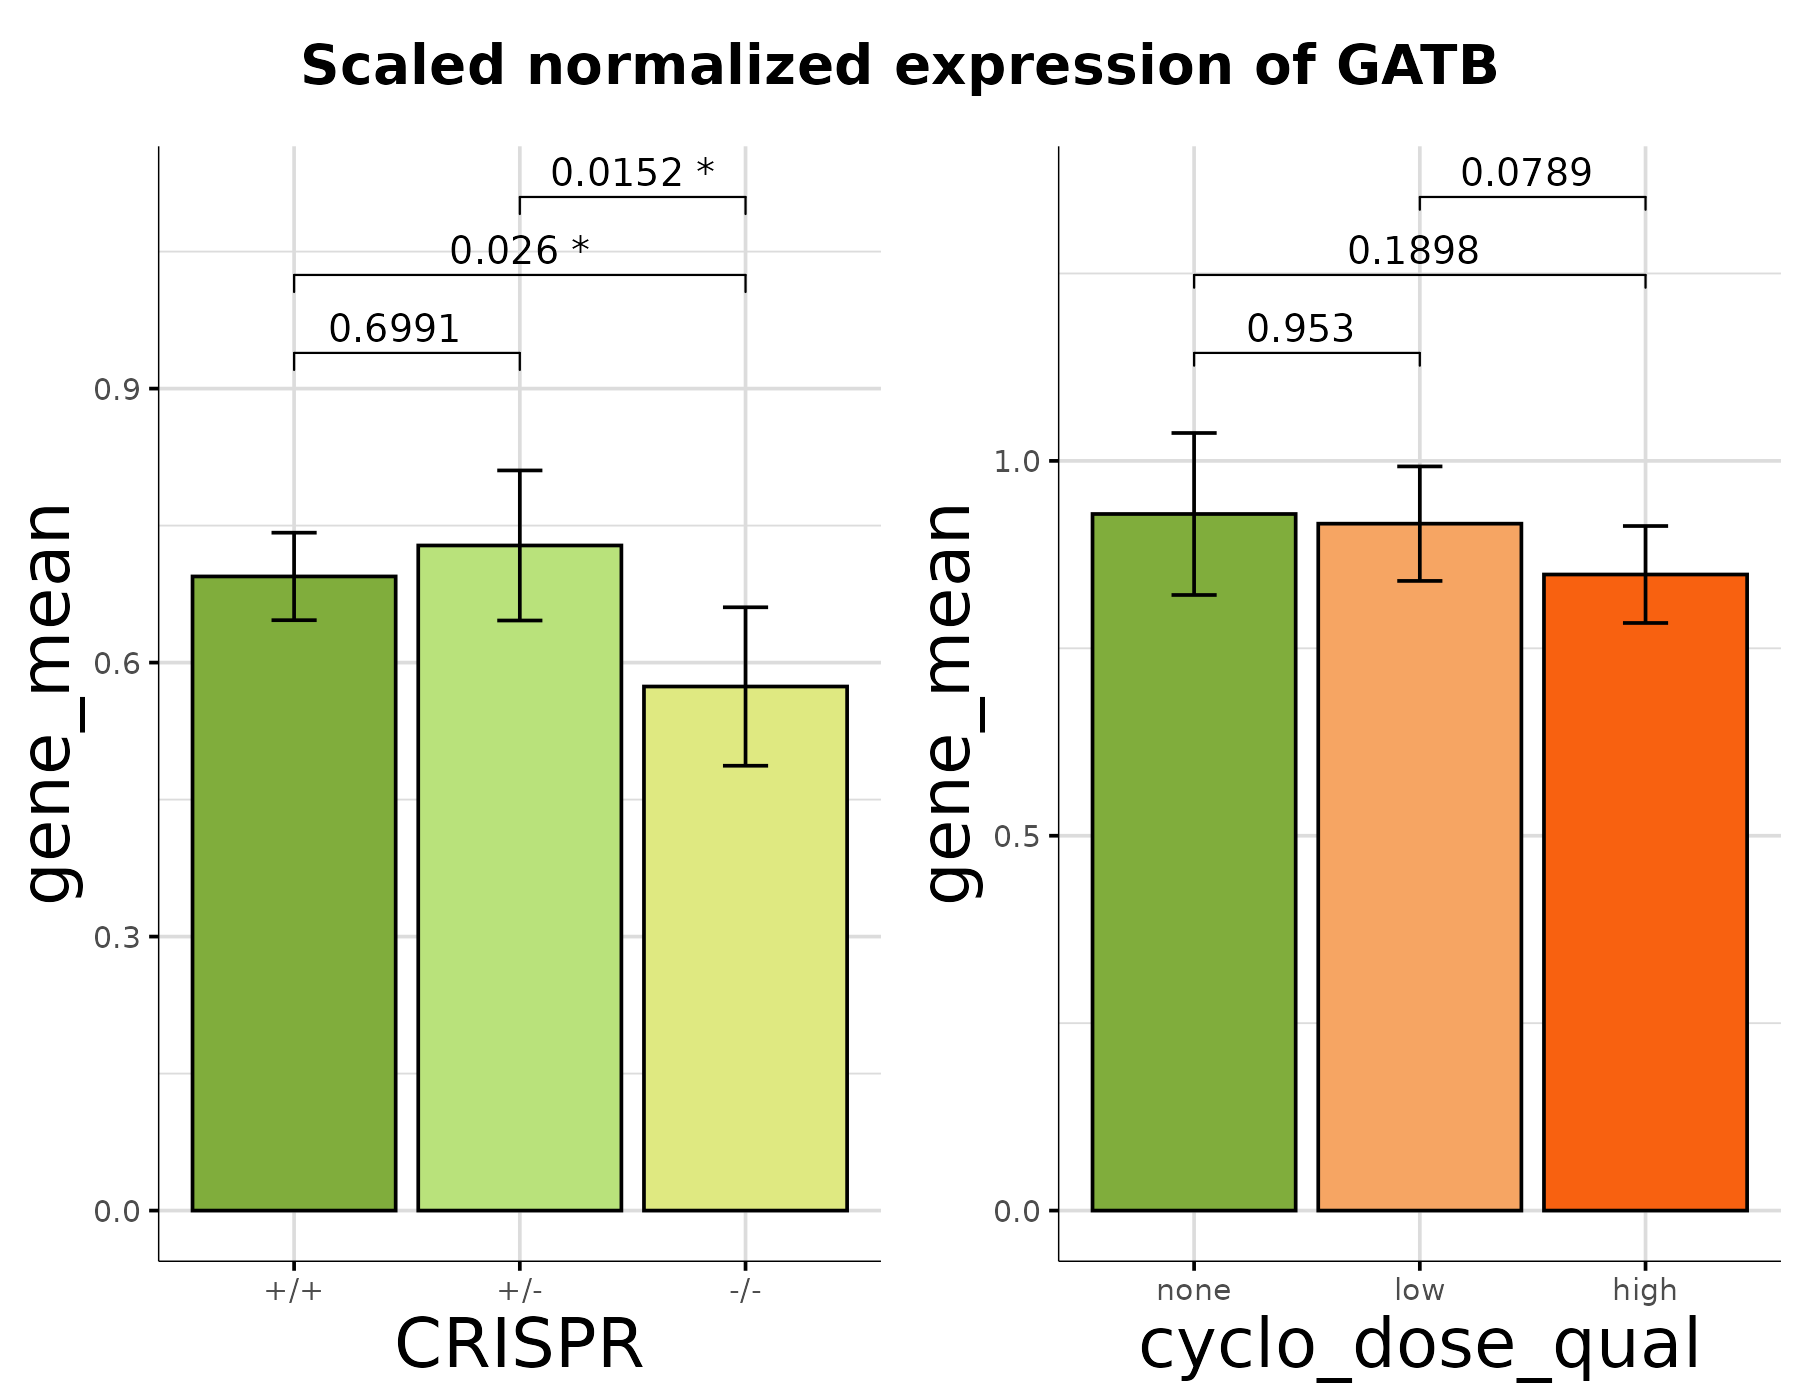 Scaled normalized expression of GATB
gene_mean
0.9
0.6
0.3
0.0
0.0152 *
0.026 *
0.6991
+/+ +/- -/-
CRISPR
gene_mean
1.0
0.5
0.0
0.0789
0.1898
0.953
none low high
cyclo_dose_qual